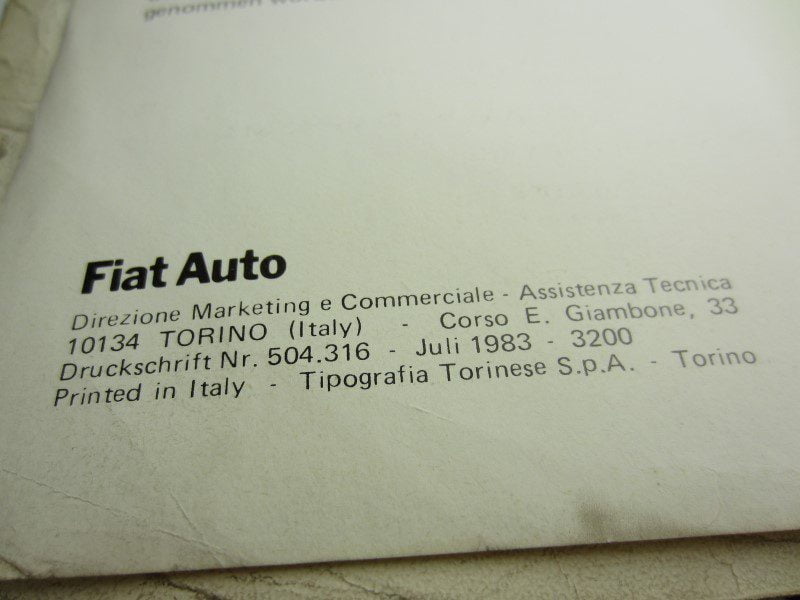 genommen
Fiat Auto
Direzione Marketing e Commerciale - Assistenza Tecnica
10134 TORINO (Italy) - Corso E. Giambone, 33
Druckschrift Nr. 504.316 - Juli 1983 - 3200
Printed in Italy - Tipografia Torinese S.p.A. - Torino